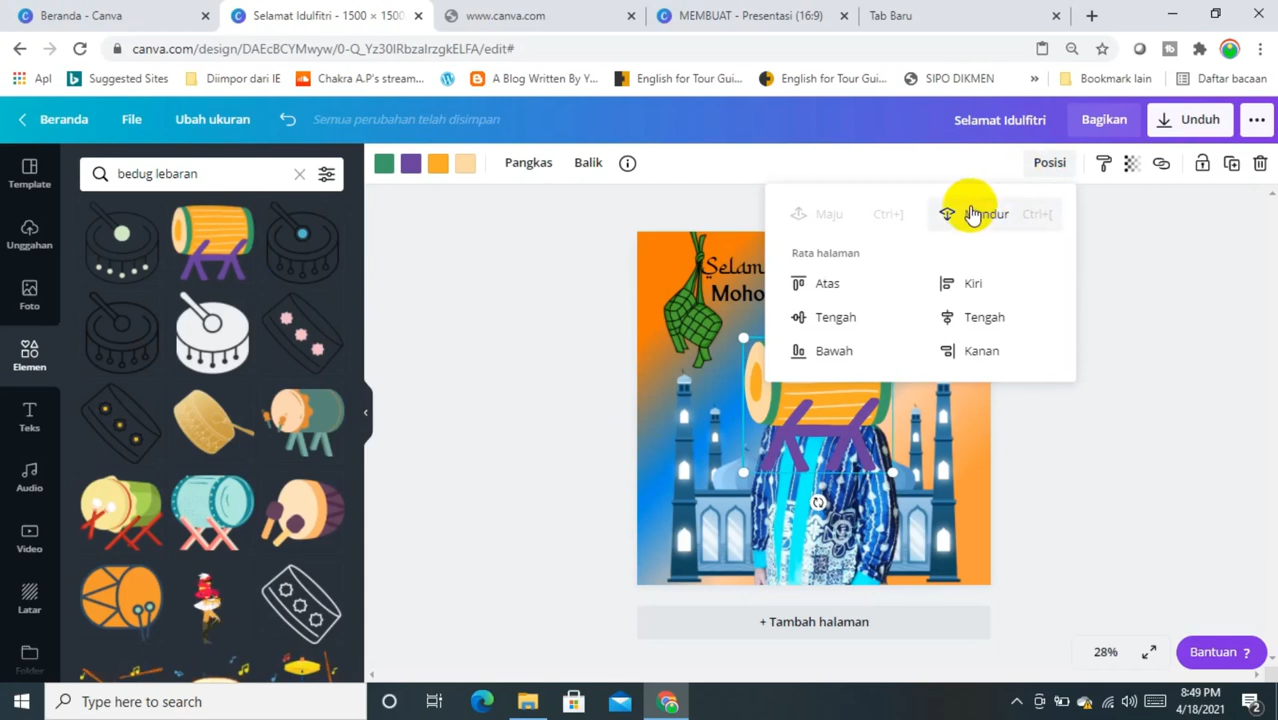 Beranda - Canva
Selamat Idulfitri - 1500 × 1500
www.canva.com
MEMBUAT - Presentasi (16:9)
Tab Baru
canva.com/design/DAEcBCYMwyw/0-Q_Yz30IRbzaIrzgkELFA/edit#
Apl
Suggested Sites
Diimpor dari IE
Chakra A.P's stream...
A Blog Written By Y...
English for Tour Gui...
English for Tour Gui...
SIPO DIKMEN
»
Bookmark lain
Daftar bacaan
Beranda
File
Ubah ukuran
Semua perubahan telah disimpan
Selamat Idulfitri
Bagikan
Unduh
Template
Unggahan
Foto
Elemen
Teks
Audio
Video
Latar
Folder
bedug lebaran
Pangkas
Balik
Posisi
Maju Ctrl+]
Ctrl+[
Rata halaman
Atas
Kiri
Tengah
Tengah
Bawah
Kanan
Selam
Moho
+ Tambah halaman
28%
Bantuan ?
Type here to search
8:49 PM
4/18/2021
2